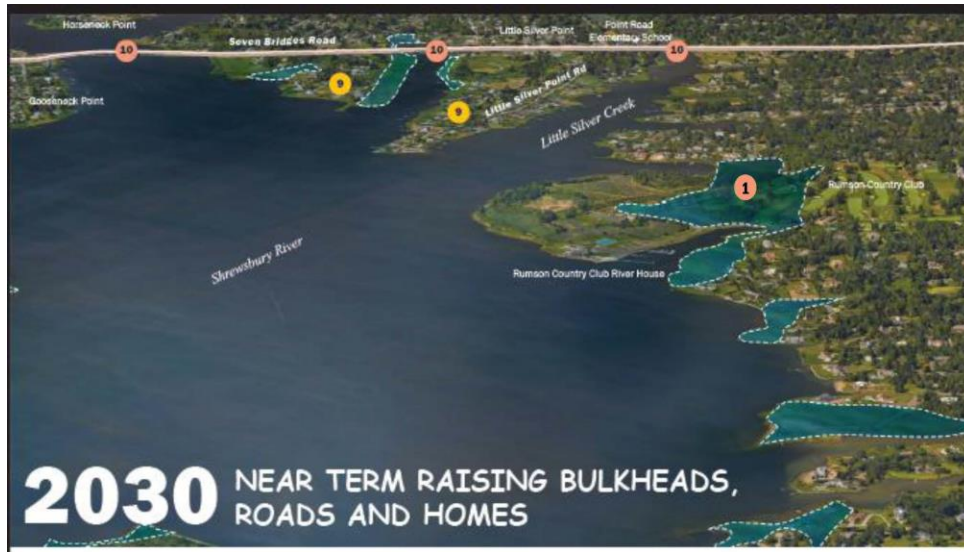 Horseneck Point
Little Silver Point
Point Road
Elementary School
10
Seven Bridges Road
10
10
9
Gooseneck Point
9
Little Silver Point Rd
Little Silver Creek
1
Rumson Country Club
Shrewsbury River
Rumson Country Club River House
2030
NEAR TERM RAISING BULKHEADS,
ROADS AND HOMES